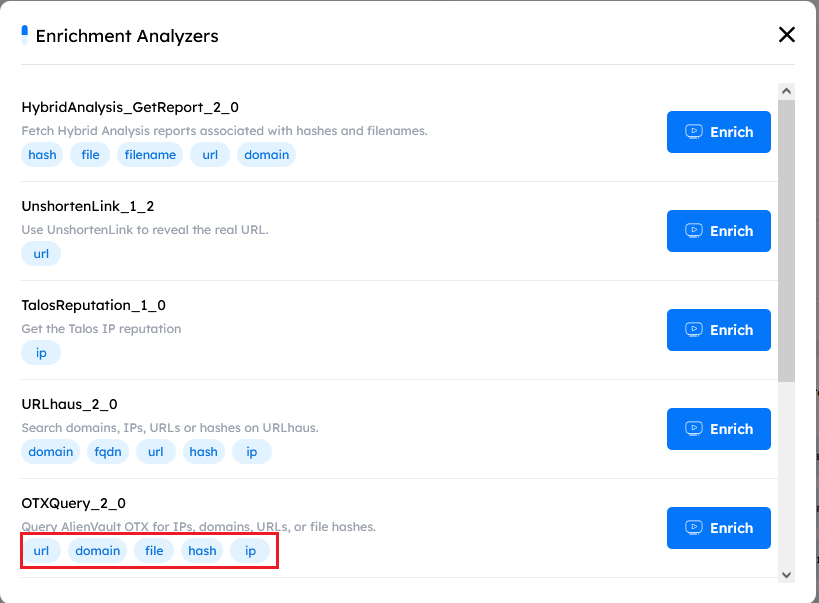 Enrichment Analyzers
HybridAnalysis_GetReport_2_0
Fetch Hybrid Analysis reports associated with hashes and filenames.
Enrich
hash file filename url domain
UnshortenLink_1_2
Use UnshortenLink to reveal the real URL.
Enrich
url
TalosReputation_1_0
Get the Talos IP reputation
Enrich
ip
URLhaus_2_0
Search domains, IPs, URLs or hashes on URLhaus.
Enrich
domain fqdn url hash ip
OTXQuery_2_0
Query AlienVault OTX for IPs, domains, URLs, or file hashes.
Enrich
url domain file hash ip